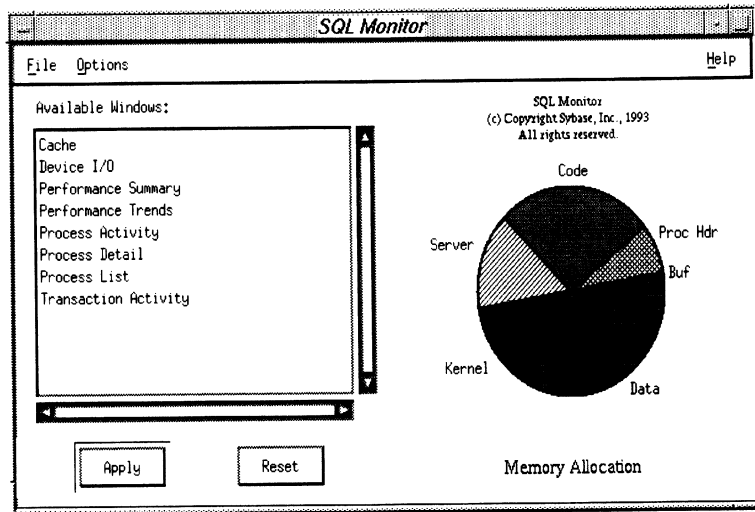 SQL Monitor
File Options Help
Available Windows:
Cache
Device I/O
Performance Summary
Performance Trends
Process Activity
Process Detail
Process List
Transaction Activity
Apply
Reset
SQL Monitor
(c) Copyright Sybase, Inc., 1993
All rights reserved.
Code
Proc Hdr
Server
Buf
Kernel
Data
Memory Allocation